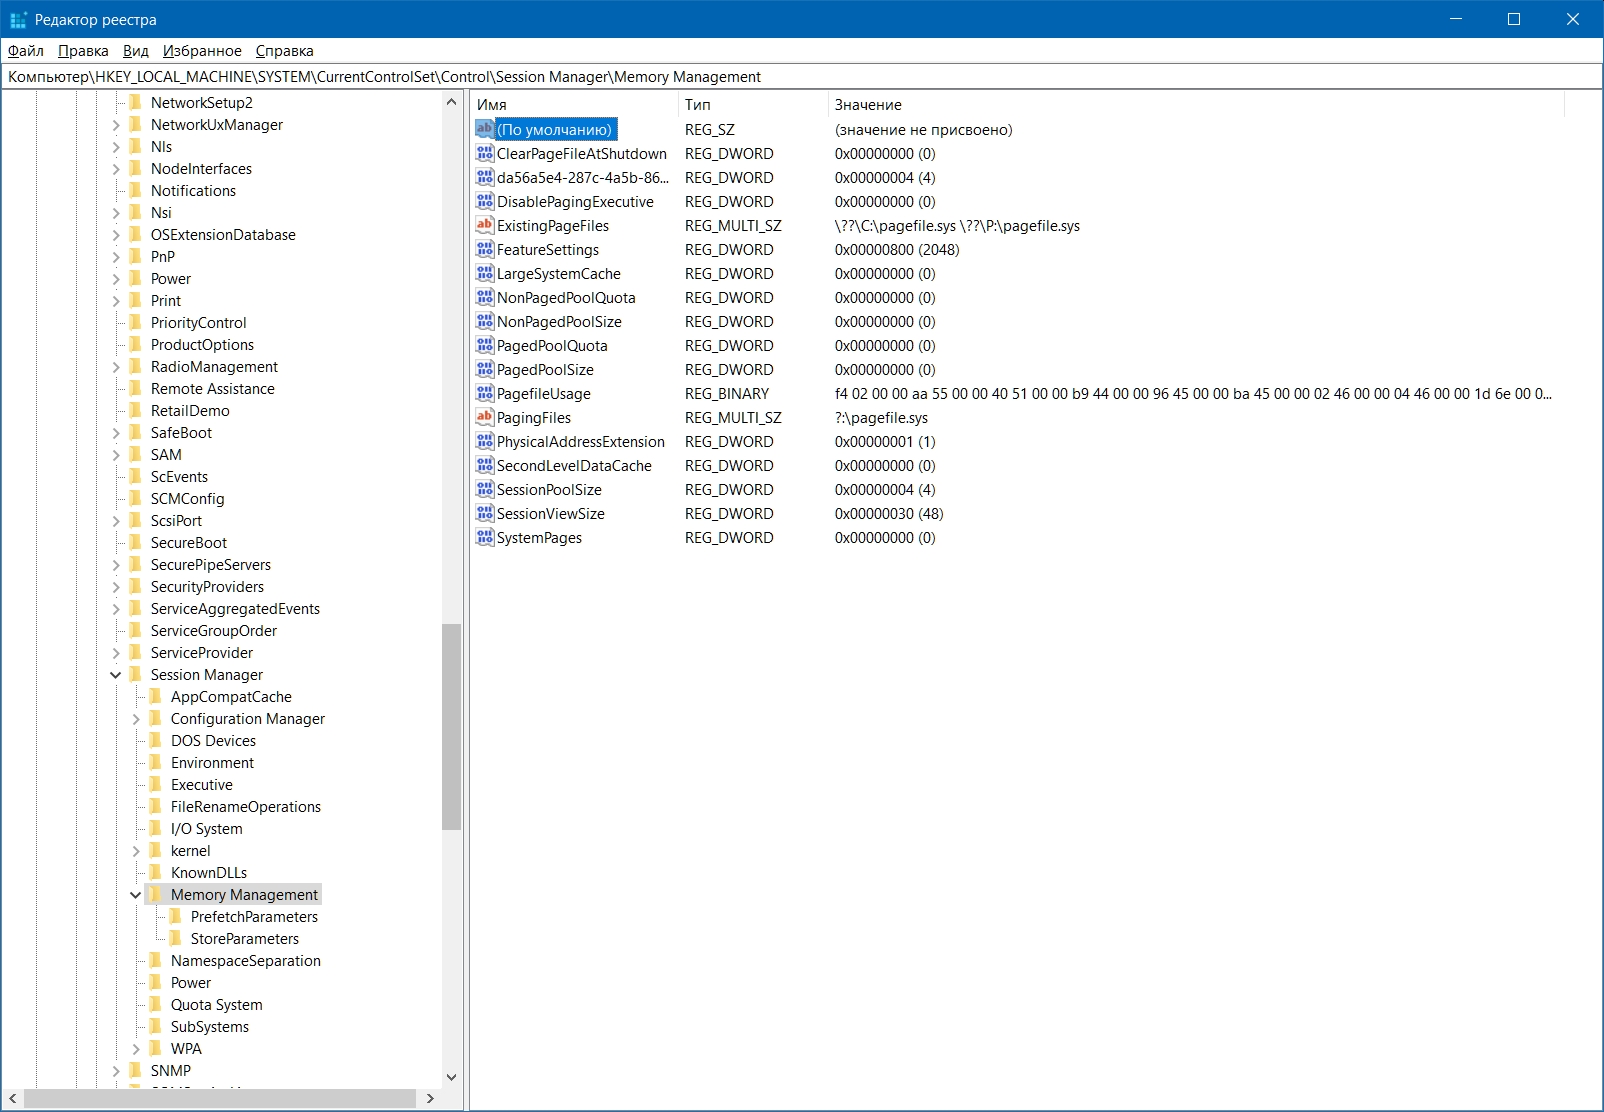 Редактор реестра
Файл Правка Вид Избранное Справка
Компьютер\HKEY_LOCAL_MACHINE\SYSTEM\CurrentControlSet\Control\Session Manager\Memory Management
NetworkSetup2
NetworkUxManager
Nls
NodeInterfaces
Notifications
Nsi
OSExtensionDatabase
PnP
Power
Print
PriorityControl
ProductOptions
RadioManagement
Remote Assistance
RetailDemo
SafeBoot
SAM
ScEvents
SCMConfig
ScsiPort
SecureBoot
SecurePipeServers
SecurityProviders
ServiceAggregatedEvents
ServiceGroupOrder
ServiceProvider
Session Manager
AppCompatCache
Configuration Manager
DOS Devices
Environment
Executive
FileRenameOperations
I/O System
kernel
KnownDLLs
Memory Management
PrefetchParameters
StoreParameters
NamespaceSeparation
Power
Quota System
SubSystems
WPA
SNMP
Имя Тип Значение
(По умолчанию) REG_SZ (значение не присвоено)
ClearPageFileAtShutdown REG_DWORD 0x00000000 (0)
da56a5e4-287c-4a5b-86... REG_DWORD 0x00000004 (4)
DisablePagingExecutive REG_DWORD 0x00000000 (0)
ExistingPageFiles REG_MULTI_SZ \??\C:\pagefile.sys \??\P:\pagefile.sys
FeatureSettings REG_DWORD 0x00000800 (2048)
LargeSystemCache REG_DWORD 0x00000000 (0)
NonPagedPoolQuota REG_DWORD 0x00000000 (0)
NonPagedPoolSize REG_DWORD 0x00000000 (0)
PagedPoolQuota REG_DWORD 0x00000000 (0)
PagedPoolSize REG_DWORD 0x00000000 (0)
PagefileUsage REG_BINARY f4 02 00 00 aa 55 00 00 40 51 00 00 b9 44 00 00 96 45 00 00 ba 45 00 00 02 46 00 00 04 46 00 00 1d 6e 00 0...
PagingFiles REG_MULTI_SZ ?:\pagefile.sys
PhysicalAddressExtension REG_DWORD 0x00000001 (1)
SecondLevelDataCache REG_DWORD 0x00000000 (0)
SessionPoolSize REG_DWORD 0x00000004 (4)
SessionViewSize REG_DWORD 0x00000030 (48)
SystemPages REG_DWORD 0x00000000 (0)